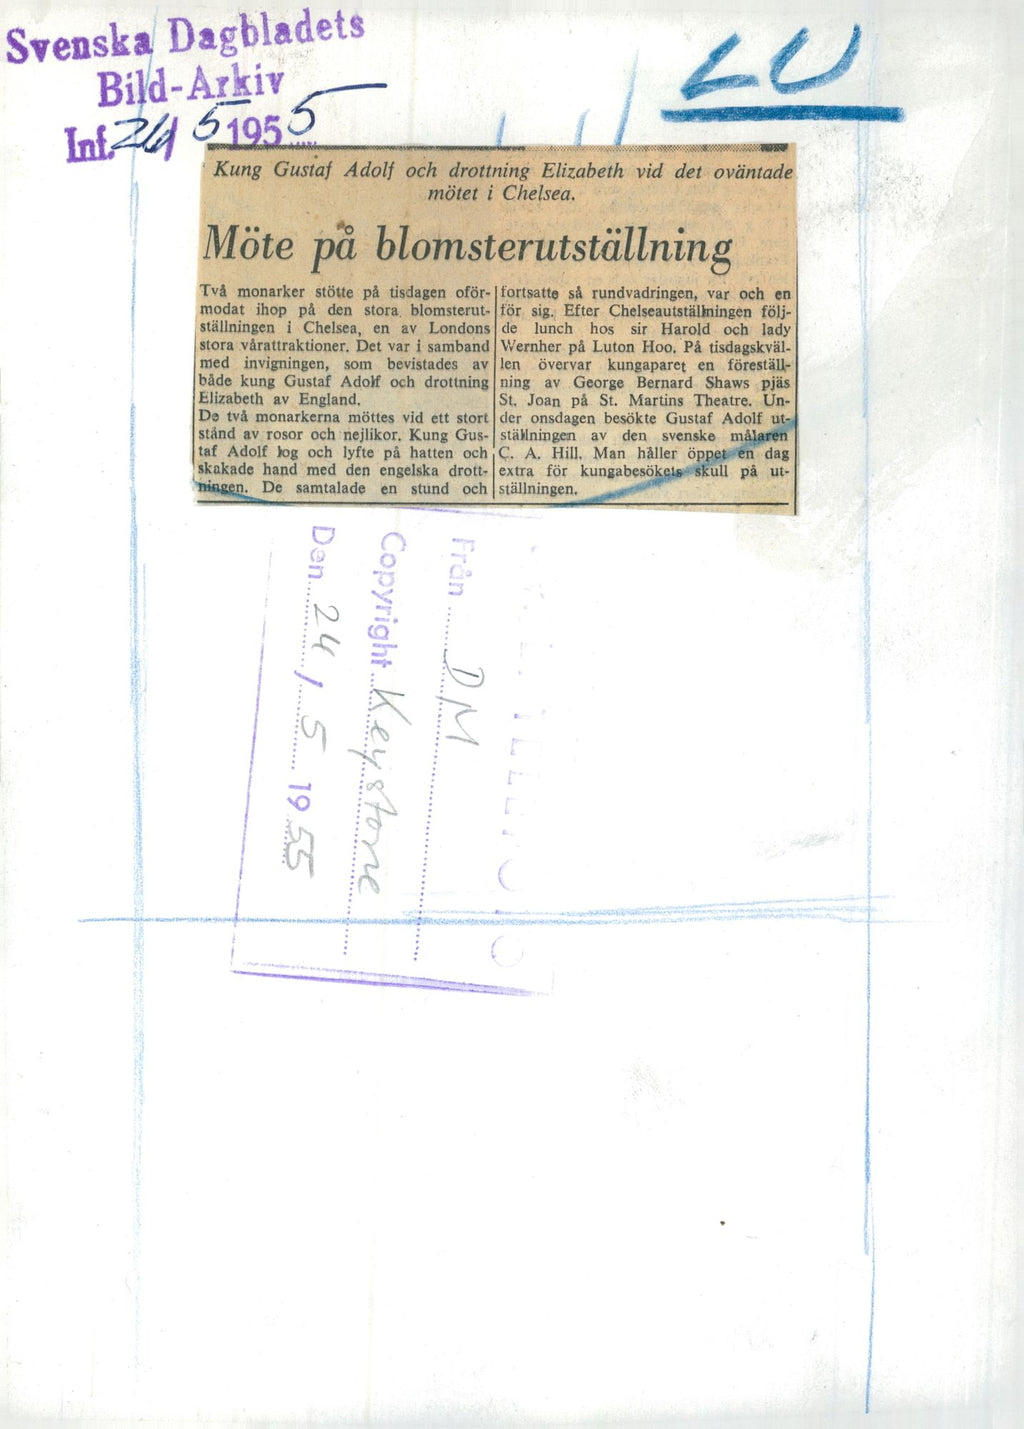 Svenska Dagbladets
Bild-Arkiv
Inf. 24/5 1955
Kung Gustaf Adolf och drottning Elizabeth vid det oväntade
mötet i Chelsea.
Möte på blomsterutställning
Två monarker stötte på tisdagen oför-
modat ihop på den stora blomsterut-
ställningen i Chelsea, en av Londons
stora vårattraktioner. Det var i samband
med invigningen, som bevistades av
både kung Gustaf Adolf och drottning
Elizabeth av England.
De två monarkerna möttes vid ett stort
stånd av rosor och nejlikor. Kung Gus-
taf Adolf log och lyfte på hatten och
skakade hand med den engelska drott-
ningen. De samtalade en stund och
fortsatte så rundvadringen, var och en
för sig. Efter Chelseautställningen följ-
de lunch hos sir Harold och lady
Wernher på Luton Hoo. På tisdagskväl-
len övervar kungaparet en föreställ-
ning av George Bernard Shaws pjäs
St. Joan på St. Martins Theatre. Un-
der onsdagen besökte Gustaf Adolf ut-
ställningen av den svenske målaren
C. A. Hill. Man håller öppet en dag
extra för kungabesökets skull på ut-
ställningen.
Från DM
Copyright Keystone
Den 24/5 1955